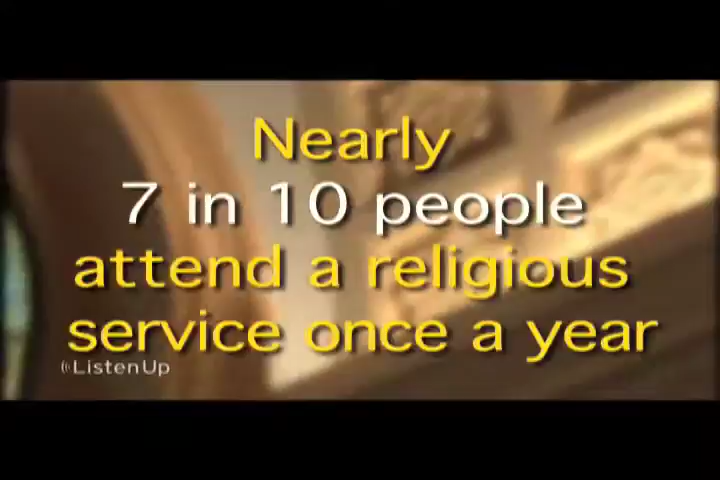 Nearly
7 in 10 people
attend a religious
service once a year
ListenUp